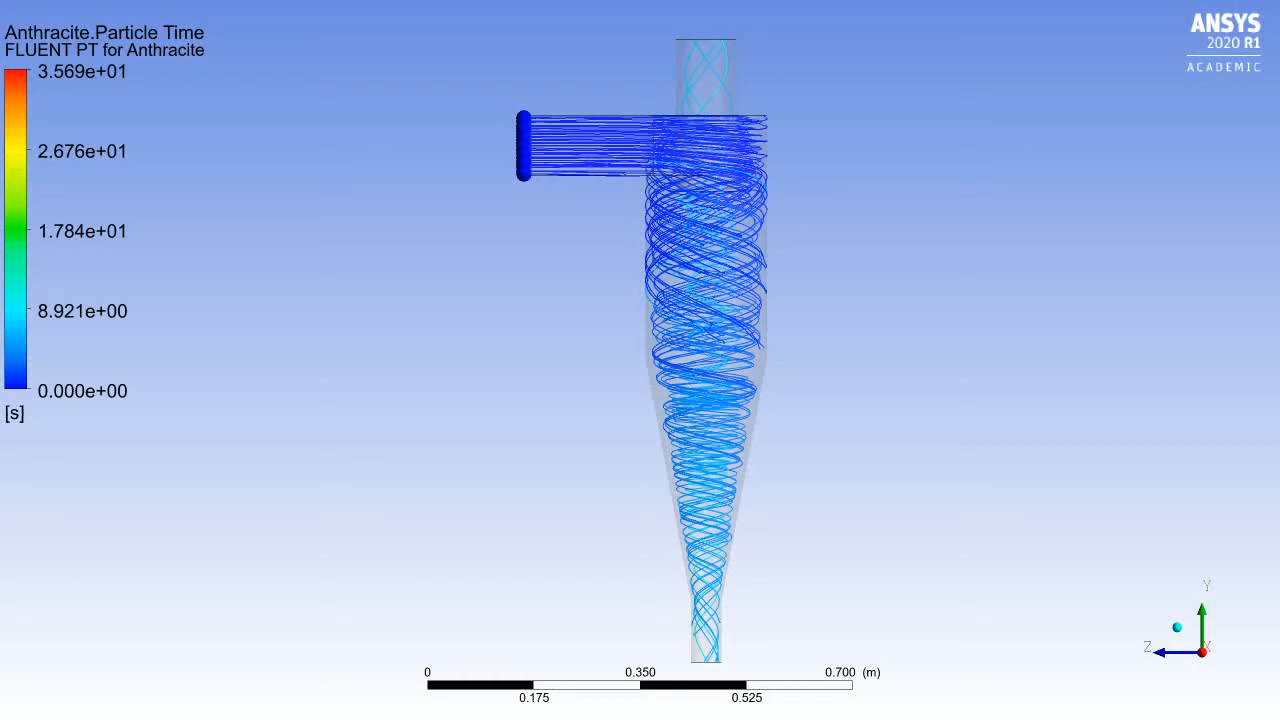 Anthracite.Particle Time
FLUENT PT for Anthracite
3.569e+01
2.676e+01
1.784e+01
8.921e+00
0.000e+00
[s]
ANSYS
2020 R1
ACADEMIC
Y
Z
X
0
0.350
0.700
(m)
0.175
0.525